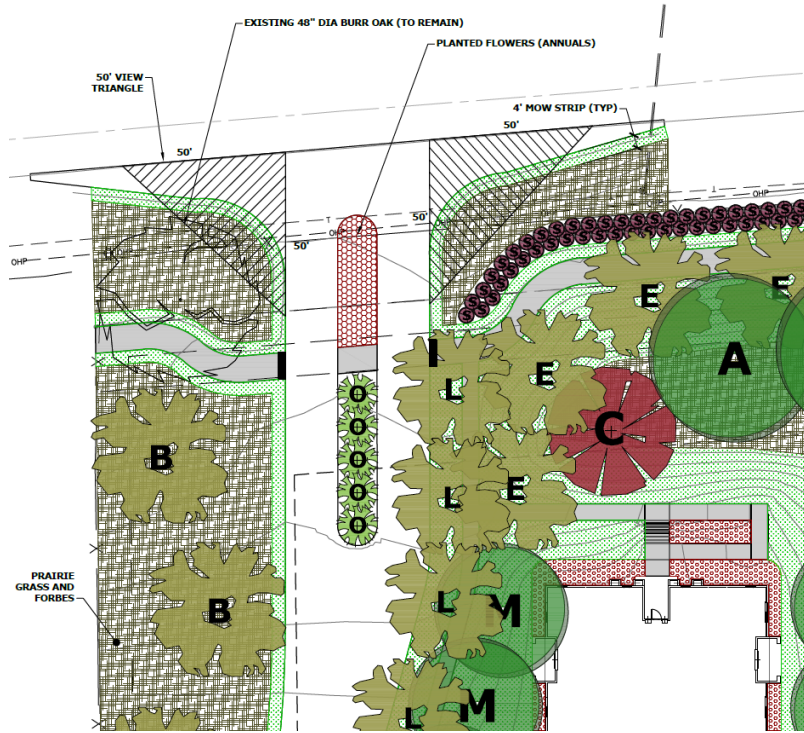 EXISTING 48" DIA BURR OAK (TO REMAIN)
PLANTED FLOWERS (ANNUALS)
50' VIEW
TRIANGLE
4' MOW STRIP (TYP)
50'
50'
50'
50'
T
T
OHP
OHP
OHP
OHP
E
E
A
E
L
C
O
O
O
O
O
B
L
E
PRAIRIE
GRASS AND
FORBES
B
L
M
L
M